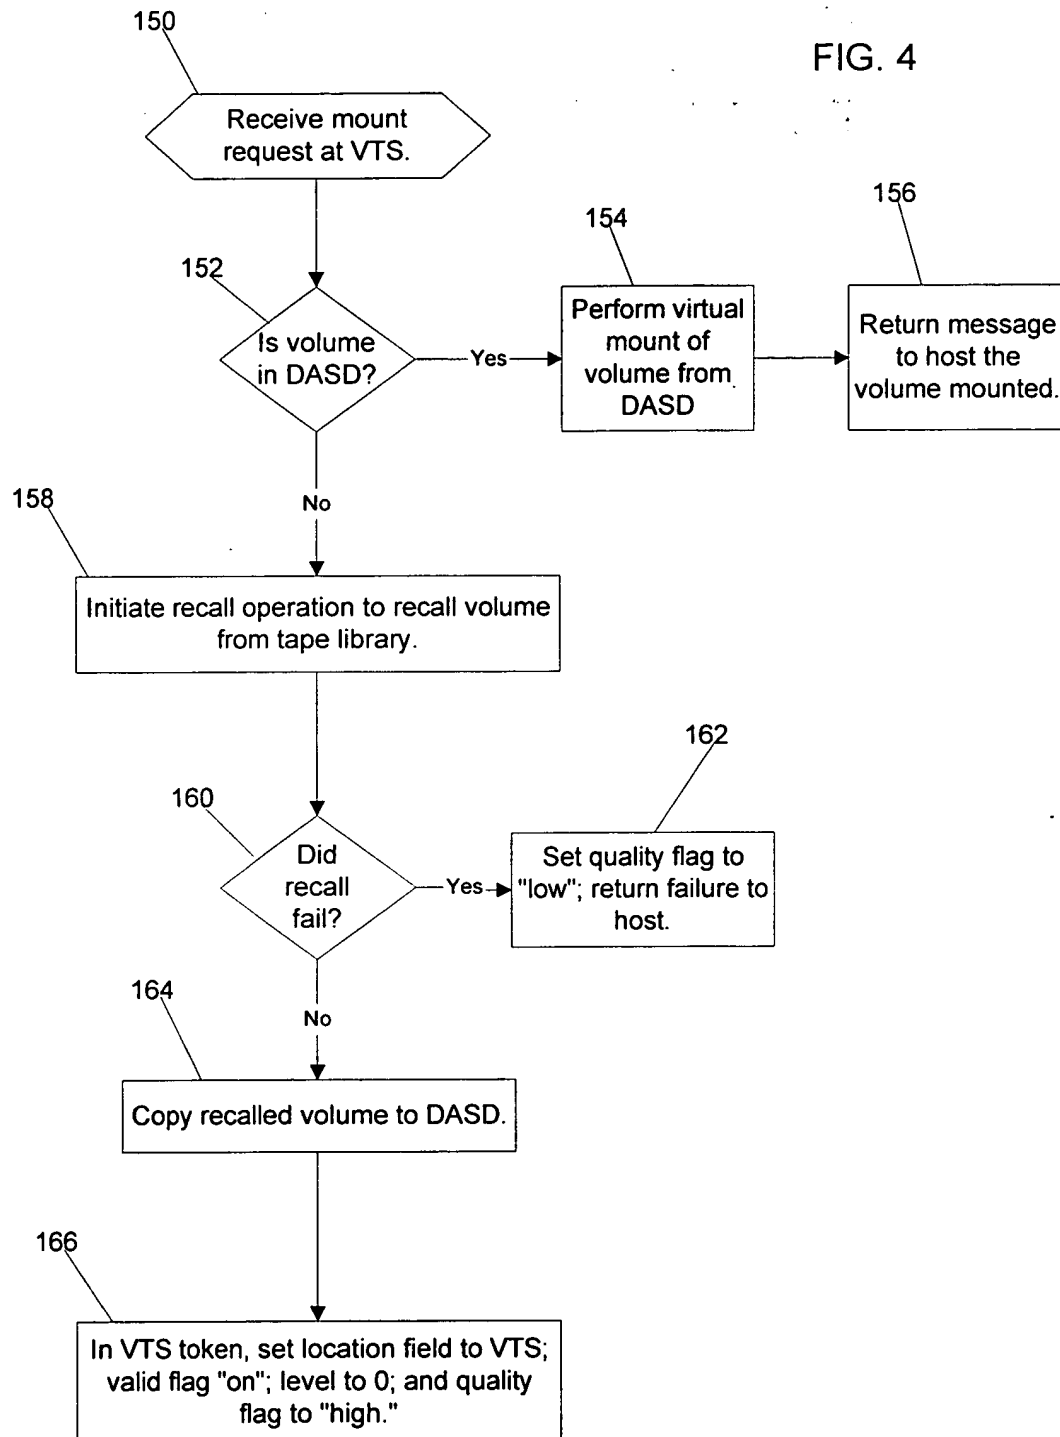 FIG. 4
150
Receive mount
request at VTS.
152
Is volume
in DASD?
Yes
154
Perform virtual
mount of
volume from
DASD
156
Return message
to host the
volume mounted.
No
158
Initiate recall operation to recall volume
from tape library.
160
Did
recall
fail?
Yes
162
Set quality flag to
"low"; return failure to
host.
No
164
Copy recalled volume to DASD.
166
In VTS token, set location field to VTS;
valid flag "on"; level to 0; and quality
flag to "high."